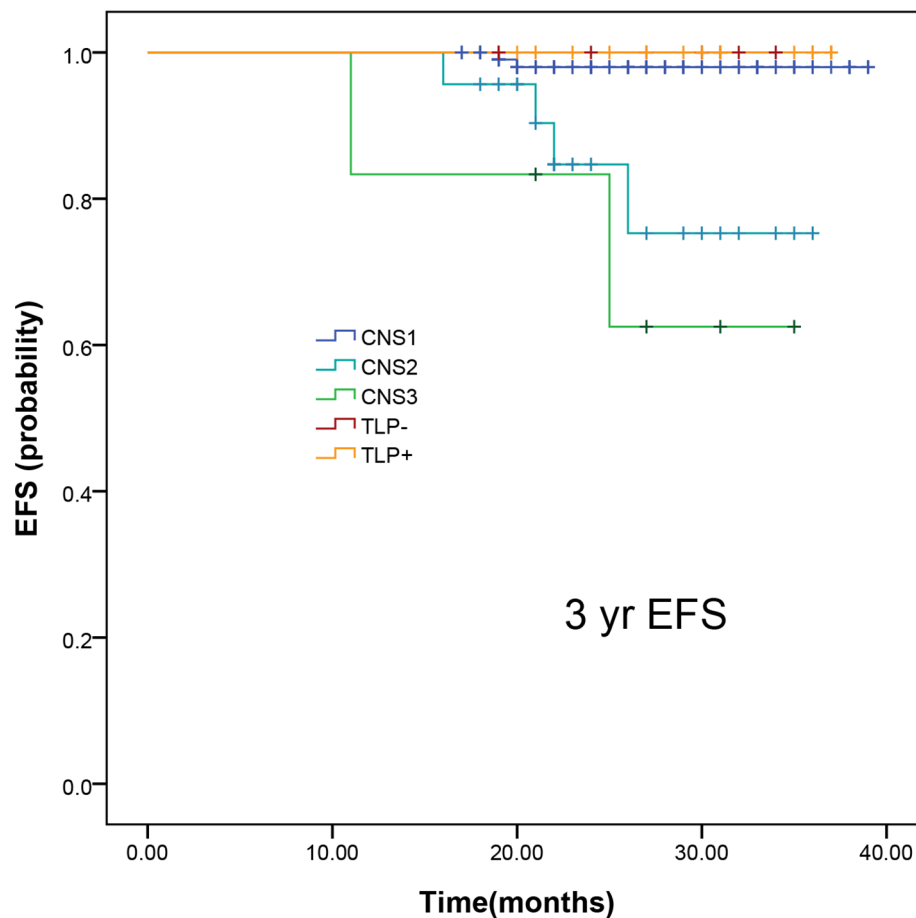 1.0
0.8
0.6
0.4
0.2
0.0
EFS (probability)
CNS1
CNS2
CNS3
TLP-
TLP+
3 yr EFS
0.00 10.00 20.00 30.00 40.00
Time(months)